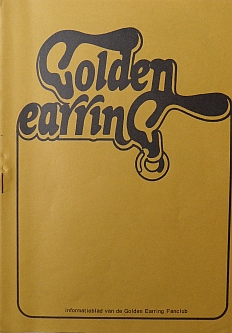 Golden
earring
Informatieblad van de Golden Earring Fanclub